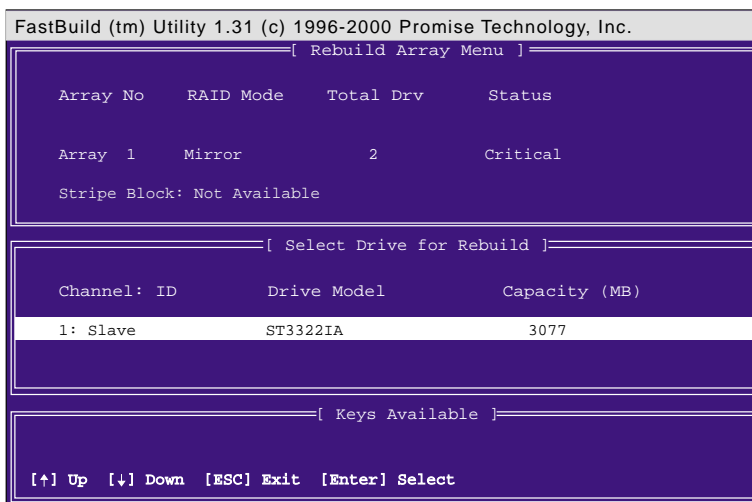 FastBuild (tm) Utility 1.31 (c) 1996-2000 Promise Technology, Inc.
[ Rebuild Array Menu ]
Array No RAID Mode Total Drv Status
Array 1 Mirror 2 Critical
Stripe Block: Not Available
[ Select Drive for Rebuild ]
Channel: ID Drive Model Capacity (MB)
1: Slave ST3322IA 3077
[ Keys Available ]
[↑] Up [↓] Down [ESC] Exit [Enter] Select